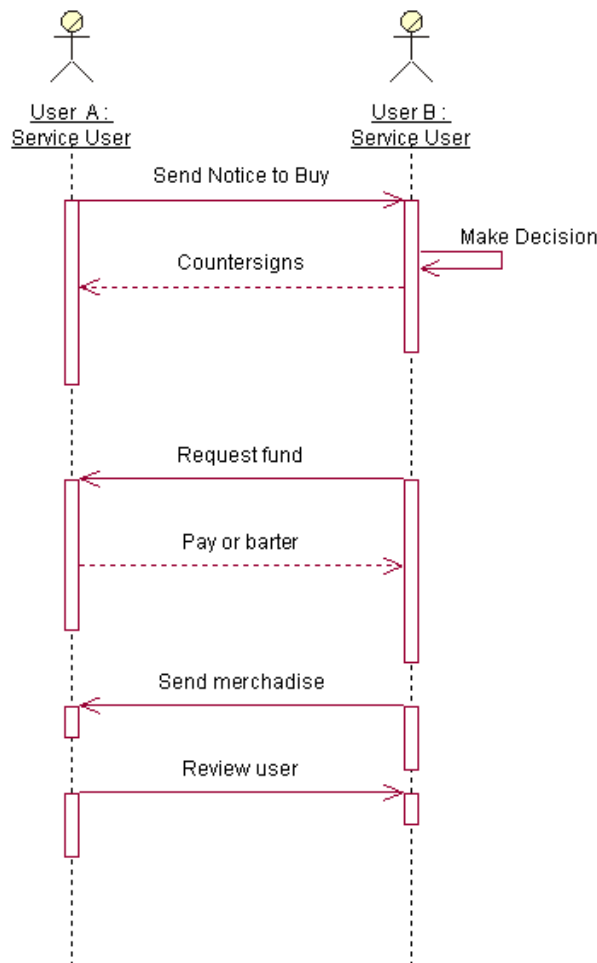 User A :
Service User
User B :
Service User
Send Notice to Buy
Make Decision
Countersigns
Request fund
Pay or barter
Send merchadise
Review user